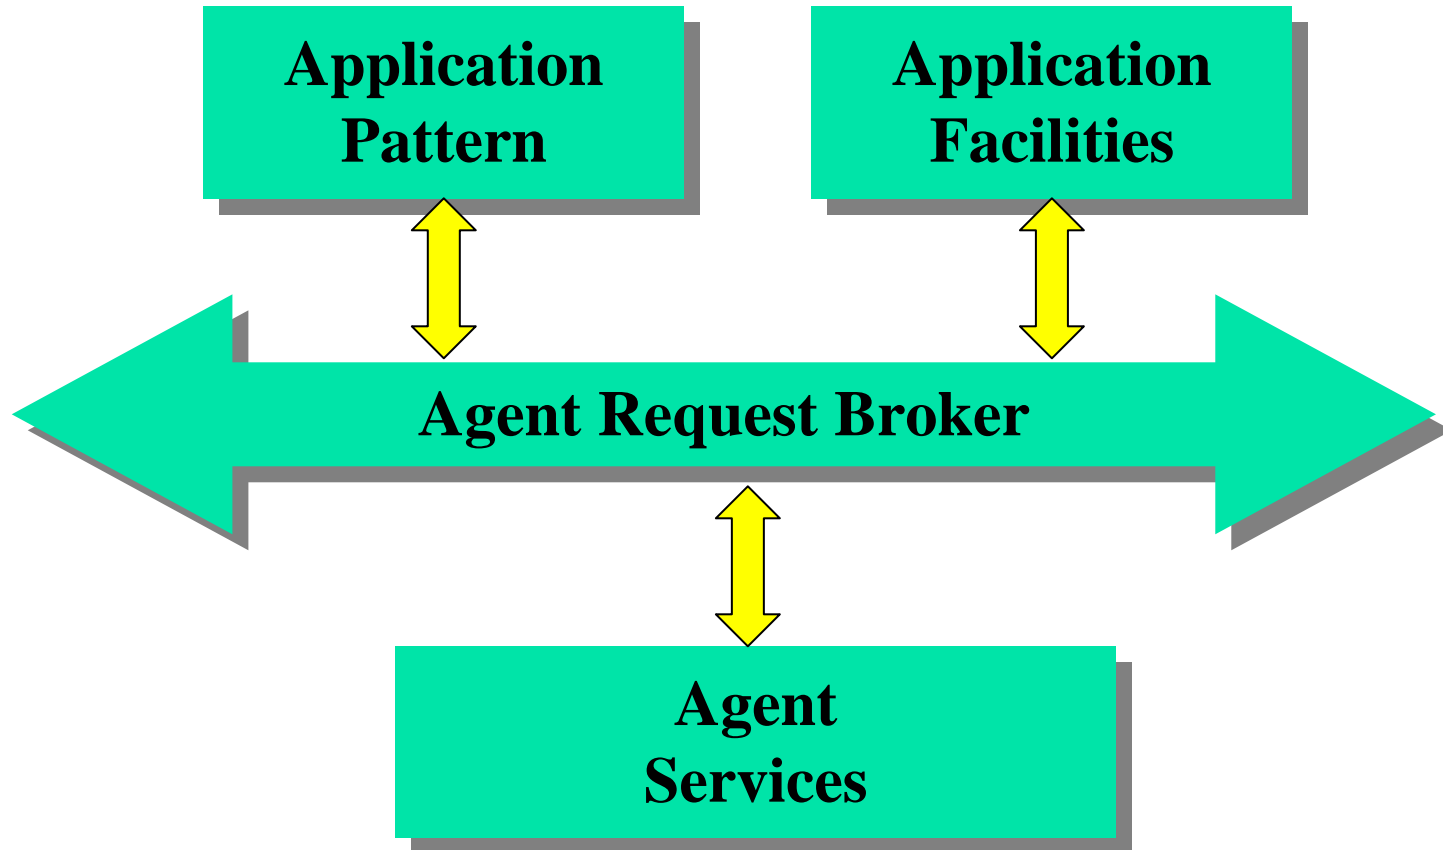 Application
Pattern
Application
Facilities
Agent Request Broker
Agent
Services